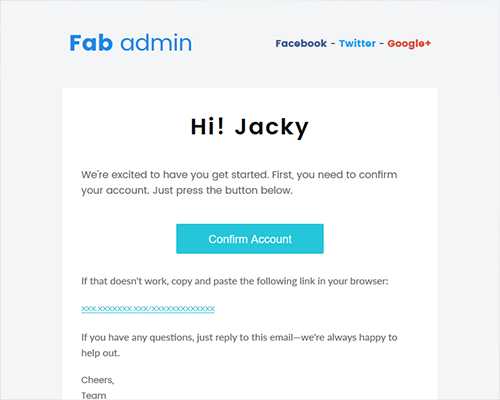 Fab admin
Facebook - Twitter - Google+
Hi! Jacky
We're excited to have you get started. First, you need to confirm
your account. Just press the button below.
Confirm Account
If that doesn't work, copy and paste the following link in your browser:
xxx.xxxxxxx.xxx/xxxxxxxxxxxxx
If you have any questions, just reply to this email—we're always happy to
help out.
Cheers,
Team